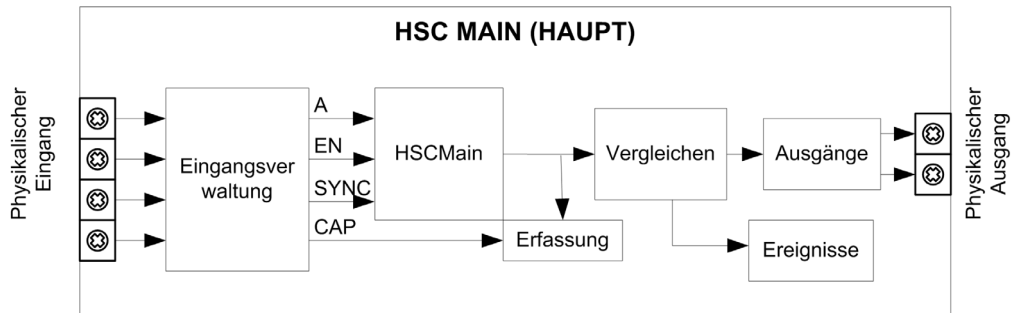 HSC MAIN (HAUPT)
Physikalischer
Eingang
Eingangsver
waltung
A
EN
SYNC
CAP
HSCMain
Erfassung
Vergleichen
Ereignisse
Ausgänge
Physikalischer
Ausgang